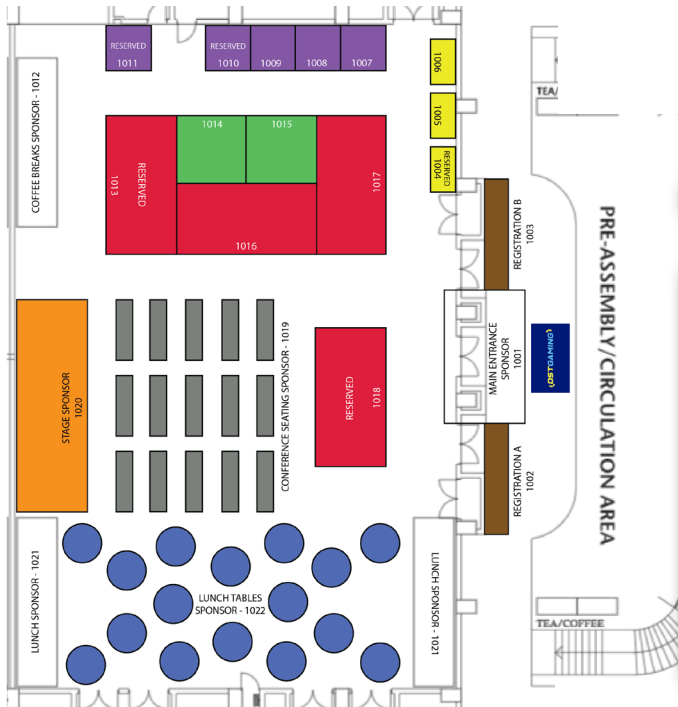 RESERVED
1011
RESERVED
1010
1009
1008
1007
1006
1005
RESERVED
1004
COFFEE BREAKS SPONSOR - 1012
1014
1015
RESERVED
1013
1016
1017
TEA/
REGISTRATION B
1003
PRE-ASSEMBLY/CIRCULATION AREA
STAGE SPONSOR
1020
CONFERENCE SEATING SPONSOR - 1019
RESERVED
1018
MAIN ENTRANCE
SPONSOR
1001
DSTGAMING
REGISTRATION A
1002
LUNCH SPONSOR - 1021
LUNCH TABLES
SPONSOR - 1022
LUNCH SPONSOR - 1021
TEA/COFFEE